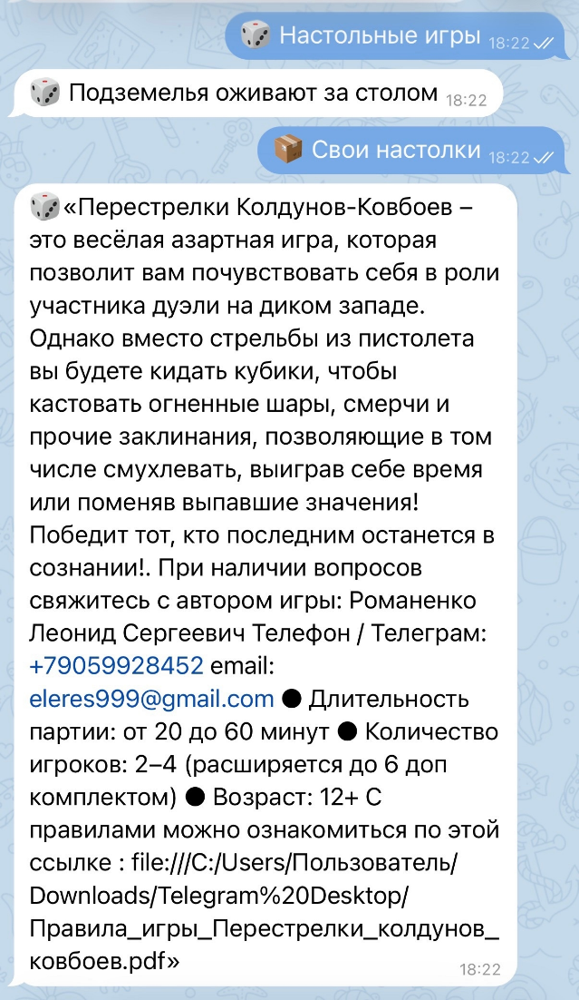 🎲 Настольные игры 18:22
🎲 Подземелья оживают за столом 18:22
📦 Свои настолки 18:22
🎲«Перестрелки Колдунов-Ковбоев –
это весёлая азартная игра, которая
позволит вам почувствовать себя в роли
участника дуэли на диком западе.
Однако вместо стрельбы из пистолета
вы будете кидать кубики, чтобы
кастовать огненные шары, смерчи и
прочие заклинания, позволяющие в том
числе смухлевать, выиграв себе время
или поменяв выпавшие значения!
Победит тот, кто последним останется в
сознании!. При наличии вопросов
свяжитесь с автором игры: Романенко
Леонид Сергеевич Телефон / Телеграм:
+79059928452 email:
eleres999@gmail.com ● Длительность
партии: от 20 до 60 минут ● Количество
игроков: 2–4 (расширяется до 6 доп
комплектом) ● Возраст: 12+ С
правилами можно ознакомиться по этой
ссылке : file:///C:/Users/Пользователь/
Downloads/Telegram%20Desktop/
Правила_игры_Перестрелки_колдунов_
ковбоев.pdf»
18:22